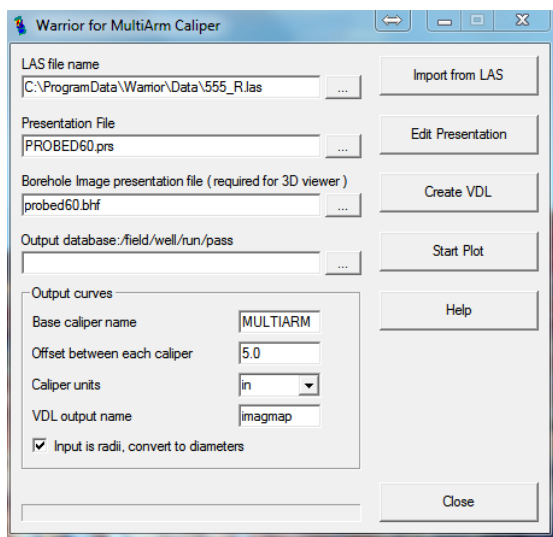 Warrior for MultiArm Caliper
LAS file name
C:\ProgramData\Warrior\Data\555_R.las
...
Import from LAS
Presentation File
PROBED60.prs
...
Edit Presentation
Borehole Image presentation file ( required for 3D viewer )
probed60.bhf
...
Create VDL
Output database:/field/well/run/pass
...
Start Plot
Output curves
Base caliper name
MULTIARM
Help
Offset between each caliper
5.0
Caliper units
in
VDL output name
imagmap
Input is radii, convert to diameters
Close